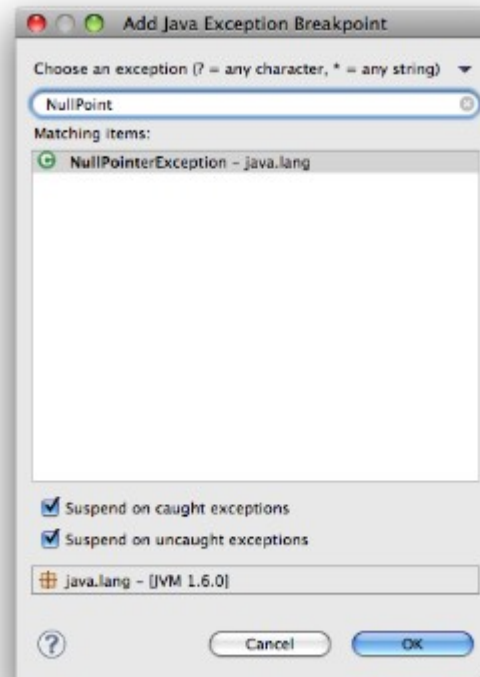 Add Java Exception Breakpoint
Choose an exception (? = any character, * = any string)
NullPoint
Matching items:
NullPointerException - java.lang
Suspend on caught exceptions
Suspend on uncaught exceptions
java.lang - [JVM 1.6.0]
? Cancel OK